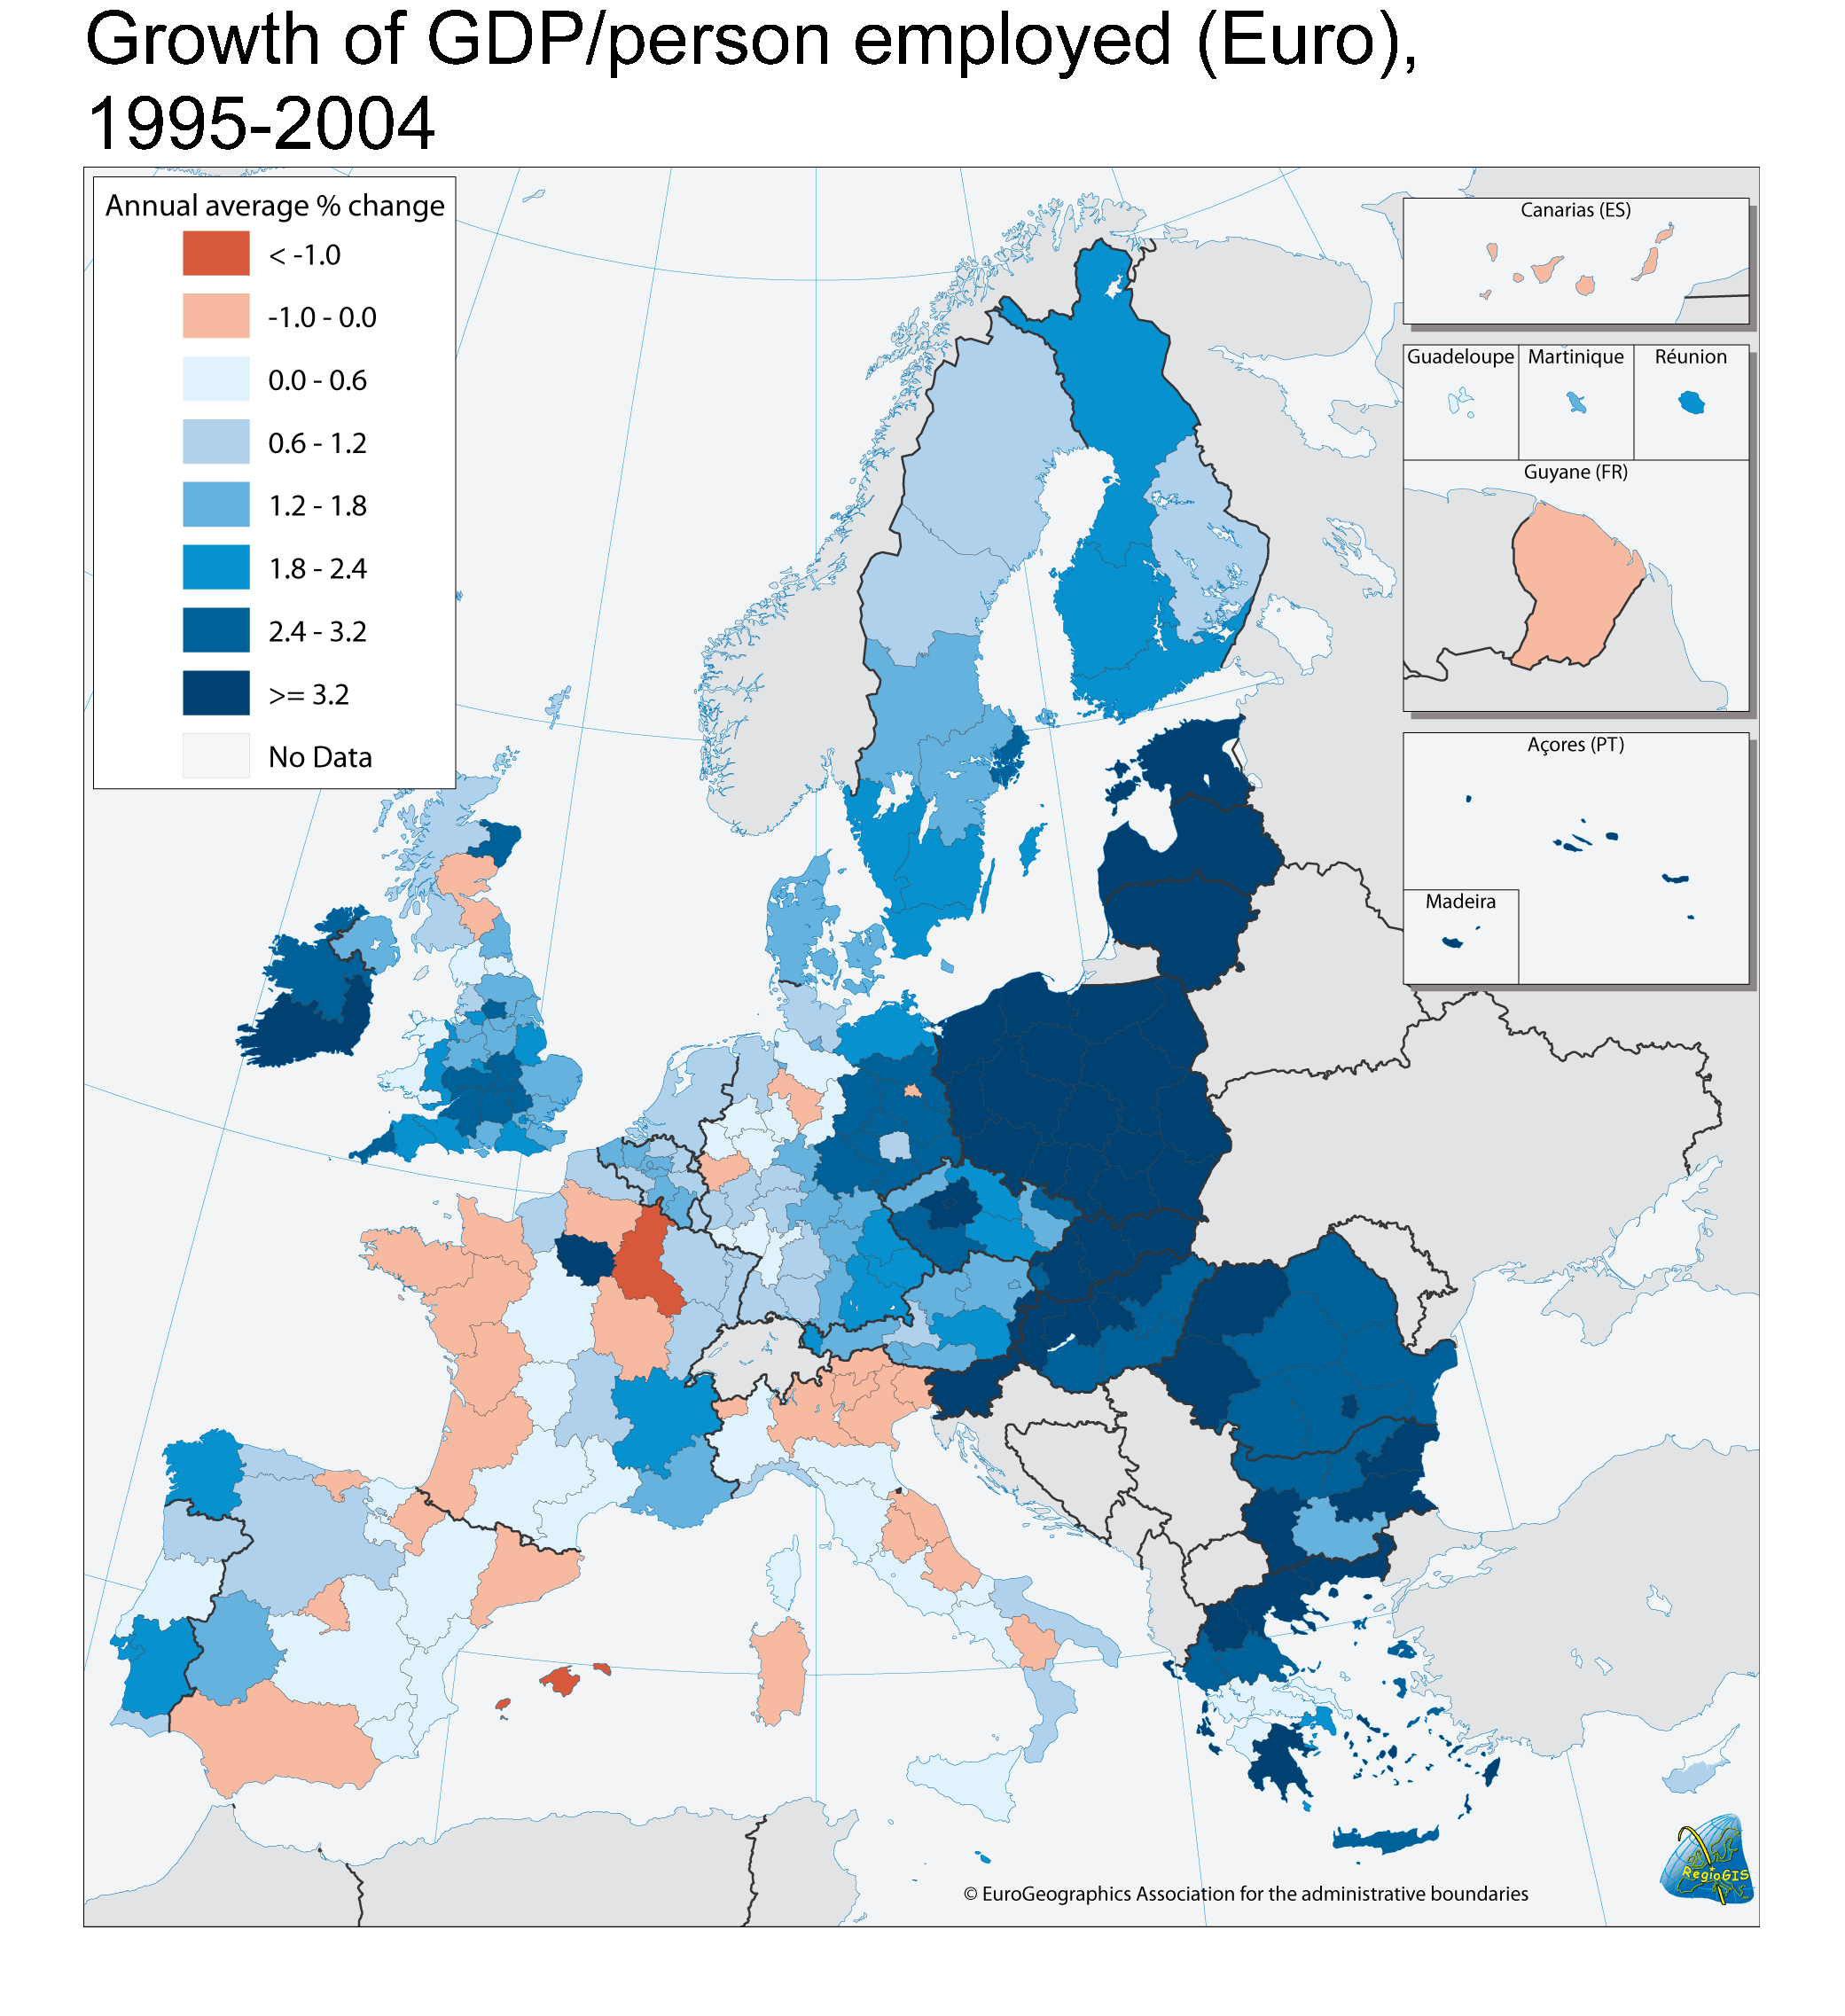 Growth of GDP/person employed (Euro),
1995-2004
Annual average % change
< -1.0
-1.0 - 0.0
0.0 - 0.6
0.6 - 1.2
1.2 - 1.8
1.8 - 2.4
2.4 - 3.2
>= 3.2
No Data
Canarias (ES)
Guadeloupe
Martinique
Réunion
Guyane (FR)
Açores (PT)
Madeira
RegioGIS
© EuroGeographics Association for the administrative boundaries